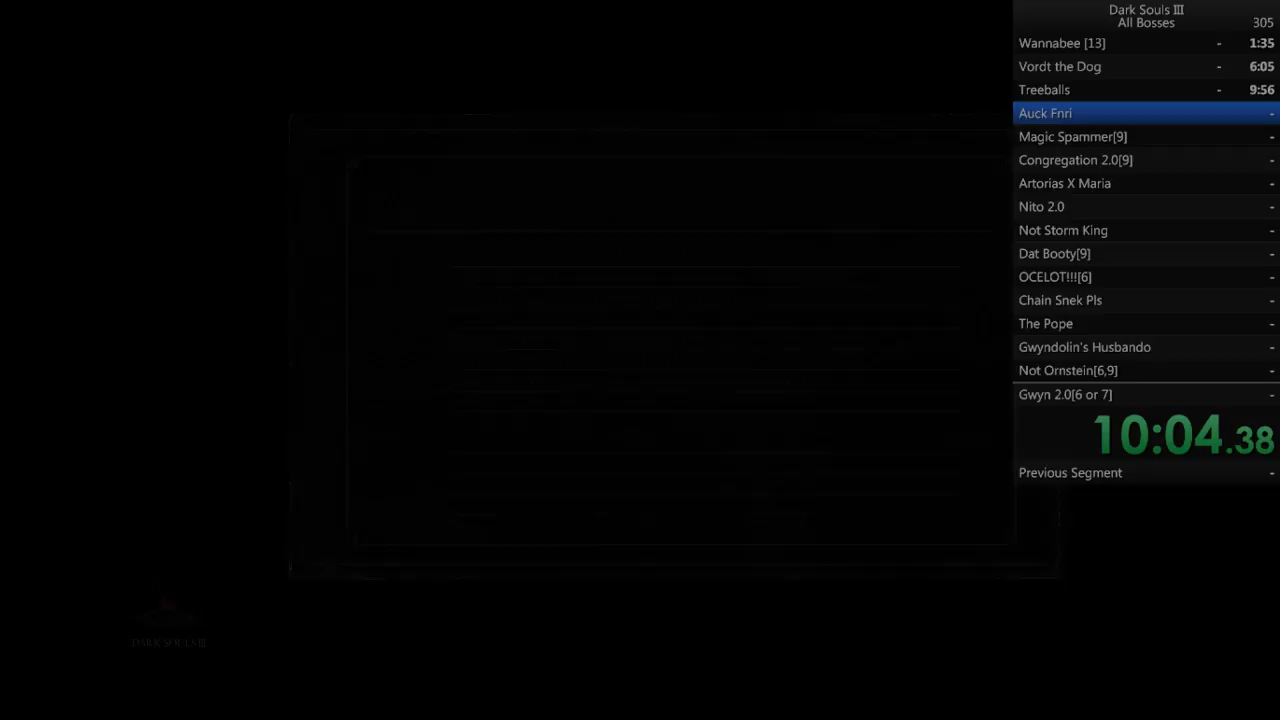 Dark Souls III
All Bosses 305
Wannabee [13] - 1:35
Vordt the Dog - 6:05
Treeballs - 9:56
Auck Fnri -
Magic Spammer[9] -
Congregation 2.0[9] -
Artorias X Maria -
Nito 2.0 -
Not Storm King -
Dat Booty[9] -
OCELOT!!![6] -
Chain Snek Pls -
The Pope -
Gwyndolin's Husbando -
Not Ornstein[6,9] -
Gwyn 2.0[6 or 7] -
10:04.38
Previous Segment -
DARK SOULS III